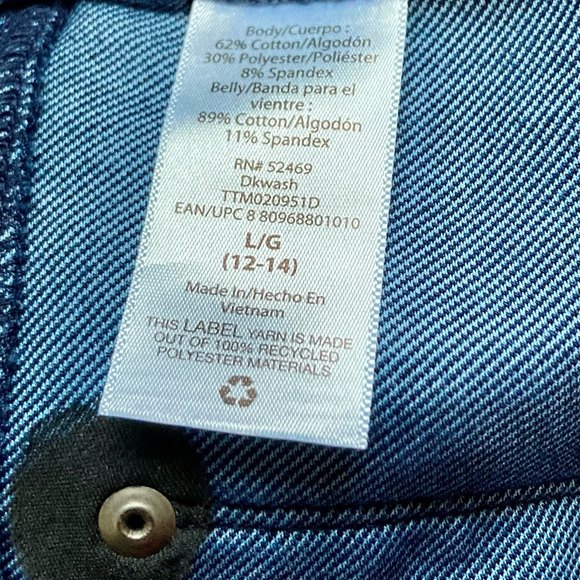 Body/Cuerpo :
62% Cotton/Algodón
30% Polyester/Poliéster
8% Spandex
Belly/Banda para el
vientre :
89% Cotton/Algodón
11% Spandex
RN# 52469
Dkwash
TTM020951D
EAN/UPC 8 80968801010
L/G
(12-14)
Made In/Hecho En
Vietnam
THIS LABEL YARN IS MADE
OUT OF 100% RECYCLED
POLYESTER MATERIALS